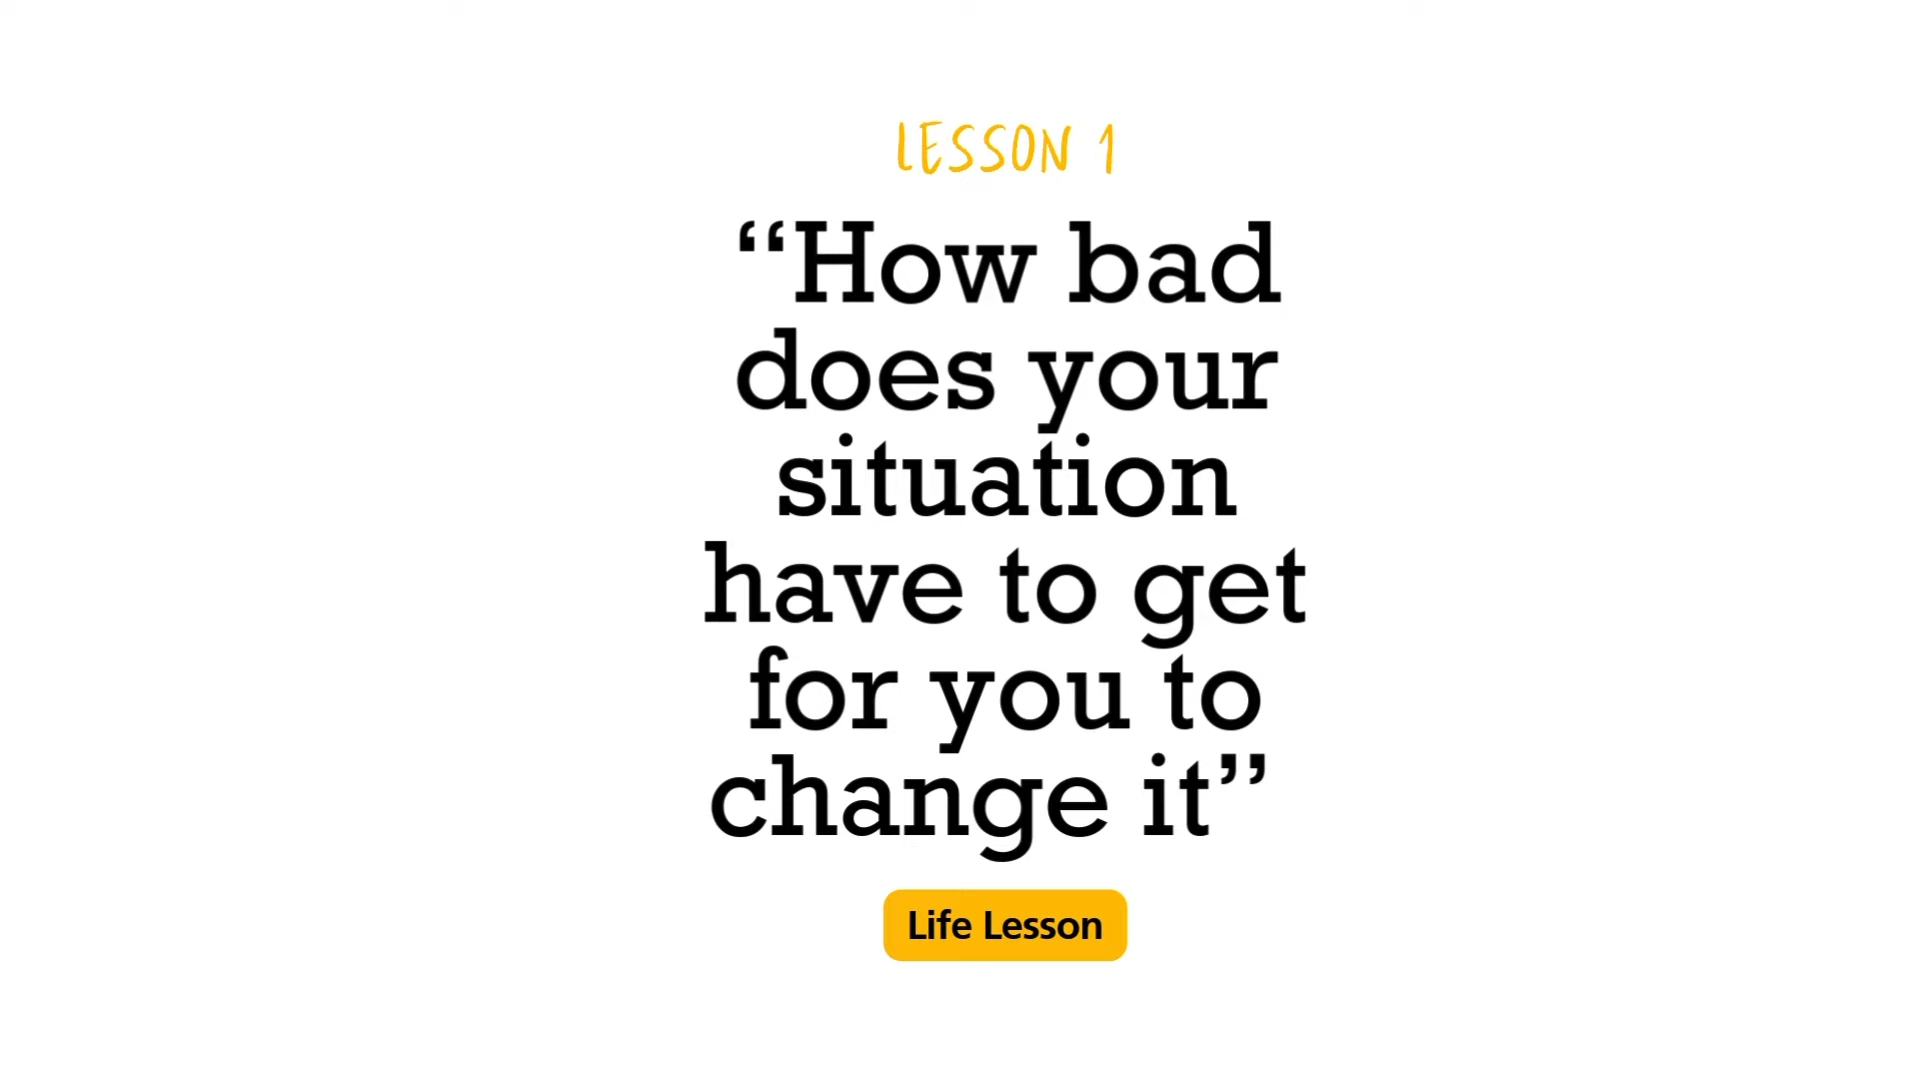 LESSON 1
“How bad
does your
situation
have to get
for you to
change it”
Life Lesson